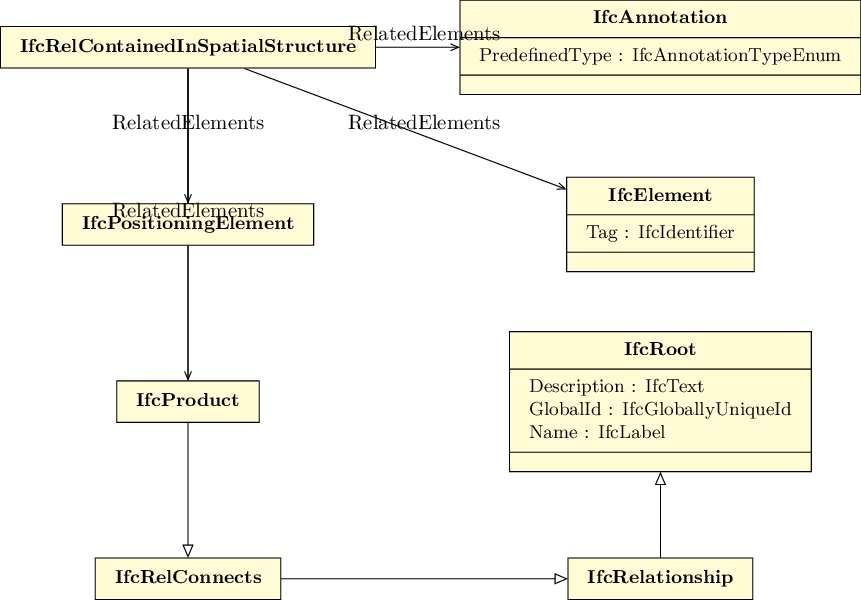 IfcAnnotation
RelatedElements
IfcRelContainedInSpatialStructure
PredefinedType : IfcAnnotationTypeEnum
RelatedElements
RelatedElements
IfcElement
RelatedElements
IfcPositioningElement
Tag : IfcIdentifier
IfcRoot
Description : IfcText
GlobalId : IfcGloballyUniqueId
Name : IfcLabel
IfcProduct
IfcRelConnects
IfcRelationship